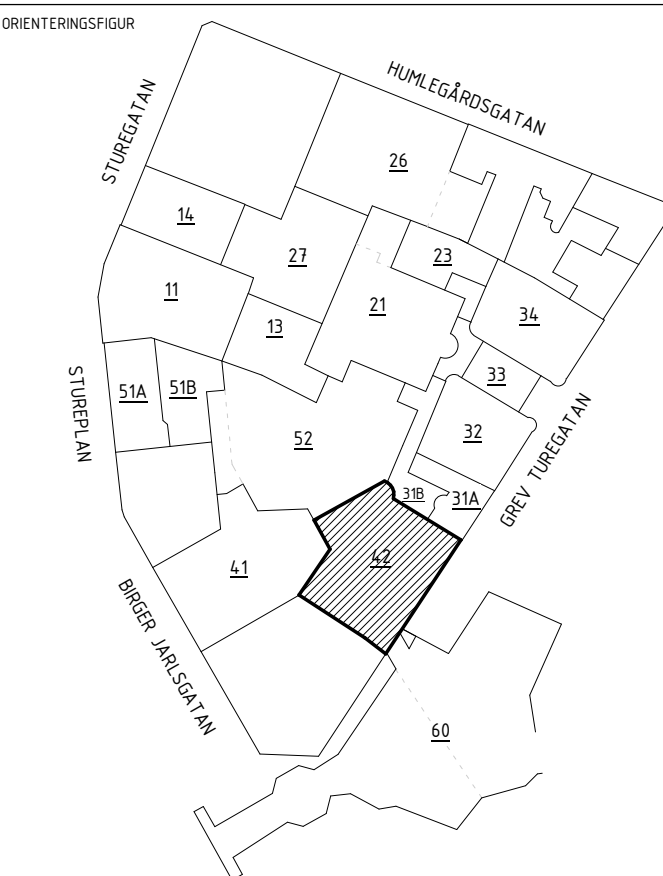 ORIENTERINGSFIGUR
HUMLEGÅRDSGATAN
STUREGATAN
26
14
23
27
11
21
34
13
33
51A
51B
STUREPLAN
32
GREV TUREGATAN
52
31B
31A
42
41
BIRGER JARLSGATAN
60